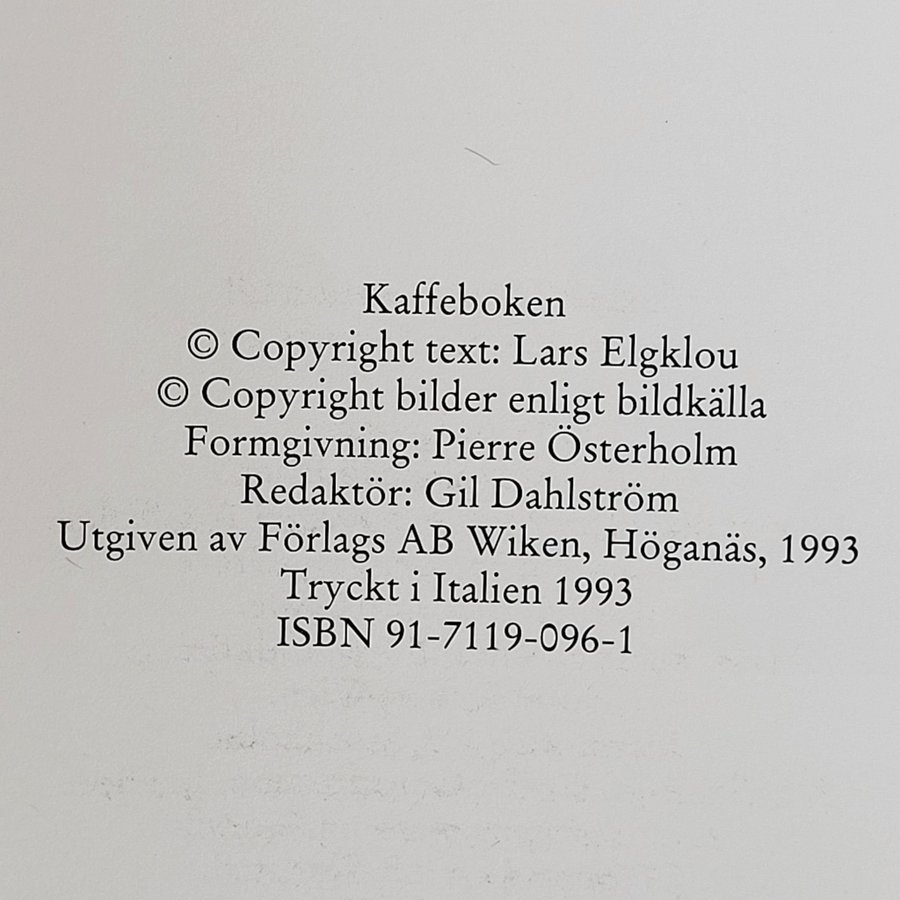 Kaffeboken
© Copyright text: Lars Elgklou
© Copyright bilder enligt bildkälla
Formgivning: Pierre Österholm
Redaktör: Gil Dahlström
Utgiven av Förlags AB Wiken, Höganäs, 1993
Tryckt i Italien 1993
ISBN 91-7119-096-1